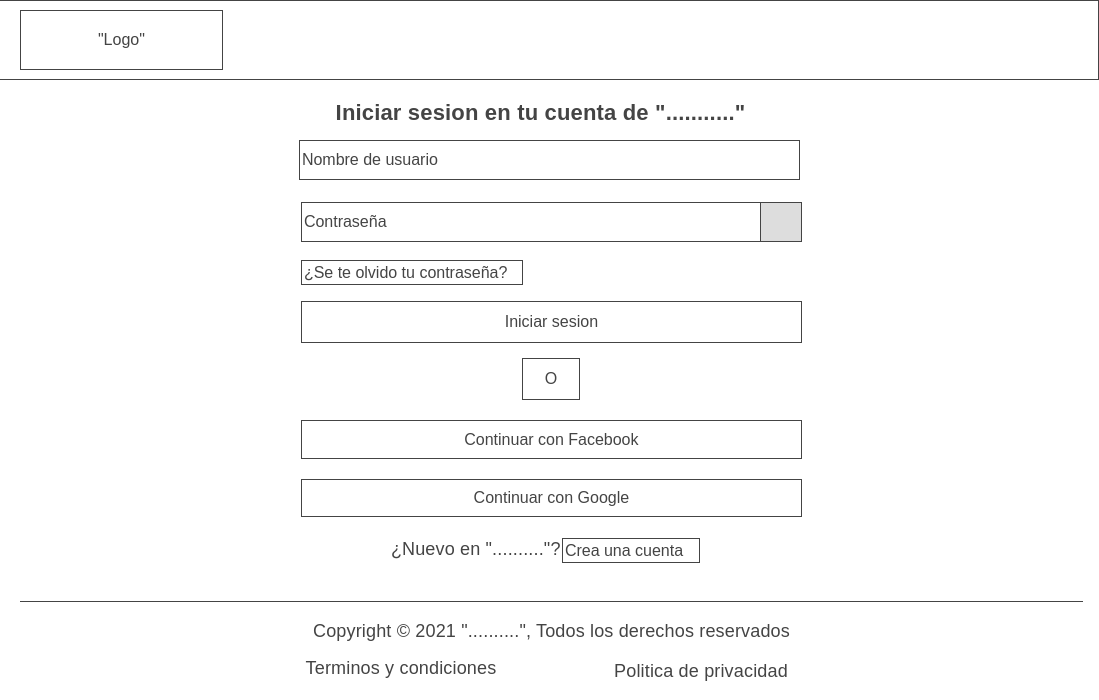 "Logo"
Iniciar sesion en tu cuenta de "..........."
Nombre de usuario
Contraseña
¿Se te olvido tu contraseña?
Iniciar sesion
O
Continuar con Facebook
Continuar con Google
¿Nuevo en ".........."? Crea una cuenta
Copyright © 2021 "..........", Todos los derechos reservados
Terminos y condiciones Politica de privacidad